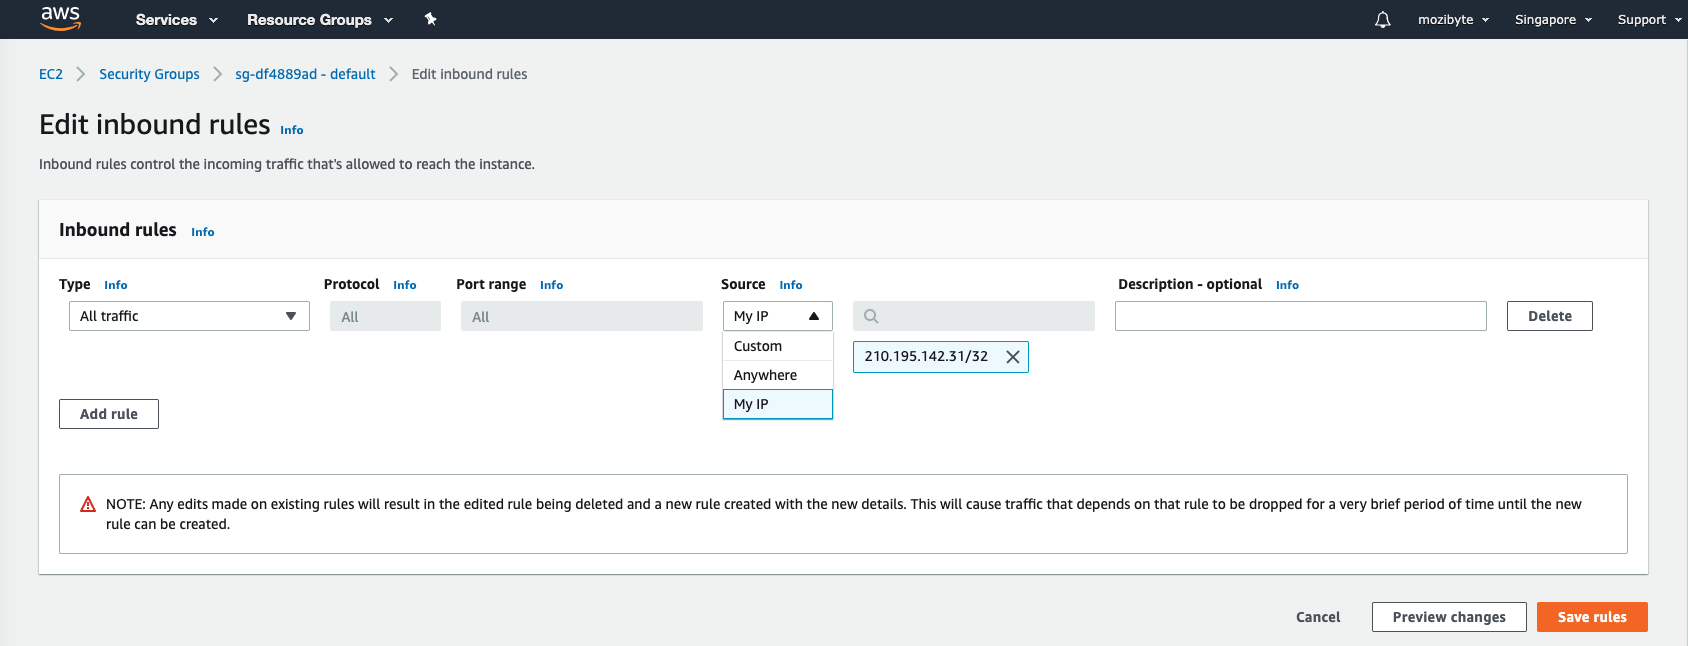 aws Services Resource Groups mozibyte Singapore Support
EC2 Security Groups sg-df4889ad - default Edit inbound rules
Edit inbound rules Info
Inbound rules control the incoming traffic that's allowed to reach the instance.
Inbound rules Info
Type Info Protocol Info Port range Info Source Info Description - optional Info
All traffic All All My IP Delete
Custom
210.195.142.31/32
Anywhere
My IP
Add rule
NOTE: Any edits made on existing rules will result in the edited rule being deleted and a new rule created with the new details. This will cause traffic that depends on that rule to be dropped for a very brief period of time until the new
rule can be created.
Cancel Preview changes Save rules